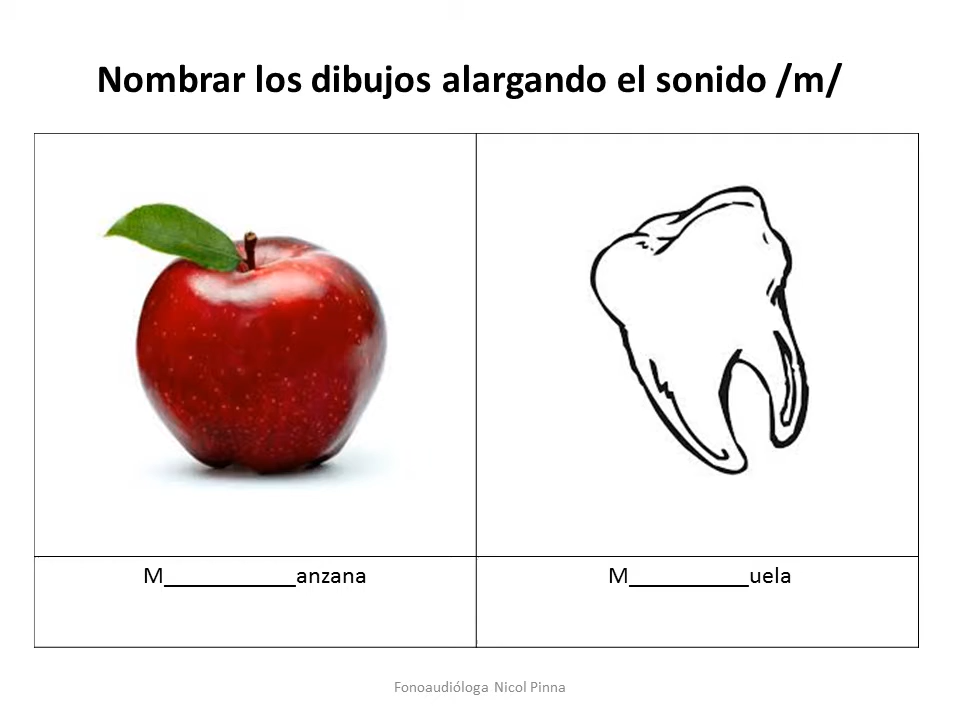 Nombrar los dibujos alargando el sonido /m/
M___________anzana
M__________uela
Fonoaudióloga Nicol Pinna